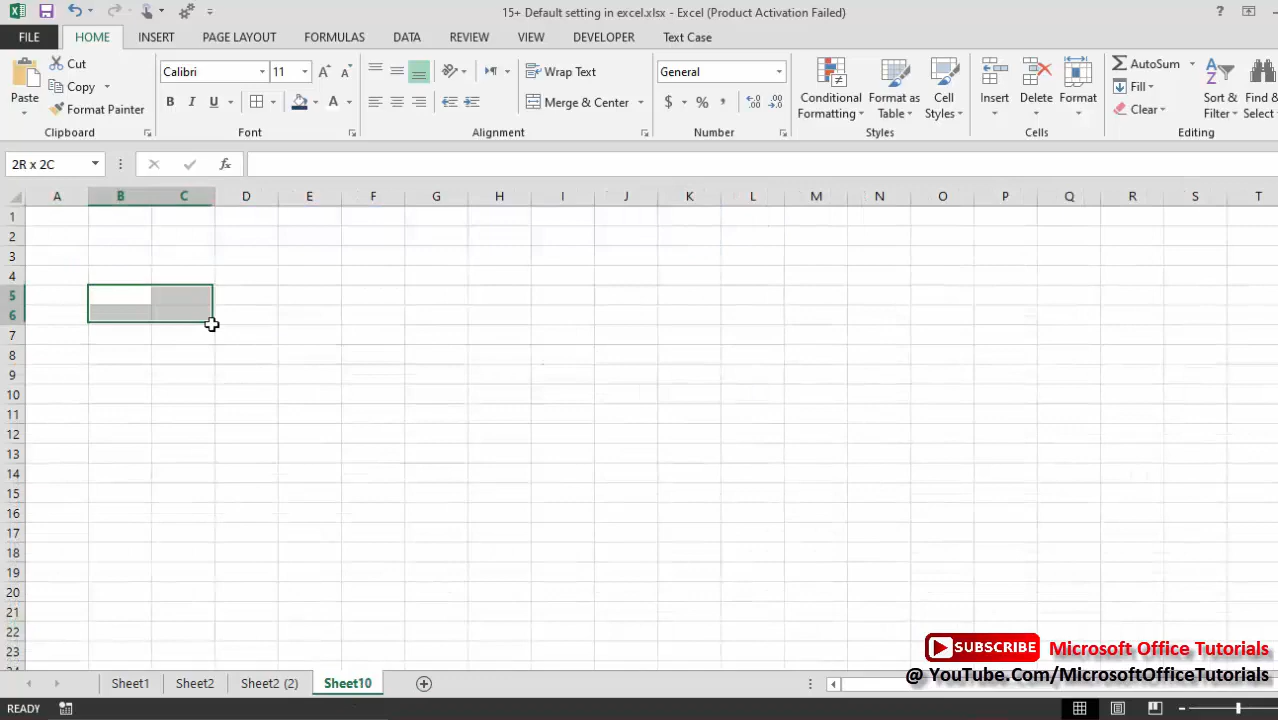 15+ Default setting in excel.xlsx - Excel (Product Activation Failed)
?
FILE HOME INSERT PAGE LAYOUT FORMULAS DATA REVIEW VIEW DEVELOPER Text Case
Paste
Cut
Copy
Format Painter
Clipboard
Calibri 11
B I U A
Font
Wrap Text
Merge & Center
Alignment
General
$ % ,
Number
Conditional Formatting
Format as Table
Cell Styles
Styles
Insert
Delete
Format
Cells
AutoSum
Fill
Clear
Sort & Filter
Find & Select
Editing
2R x 2C
fx
A B C D E F G H I J K L M N O P Q R S T
1
2
3
4
5
6
7
8
9
10
11
12
13
14
15
16
17
18
19
20
21
22
23
SUBSCRIBE Microsoft Office Tutorials
@ YouTube.Com/MicrosoftOfficeTutorials
Sheet1 Sheet2 Sheet2 (2) Sheet10
READY